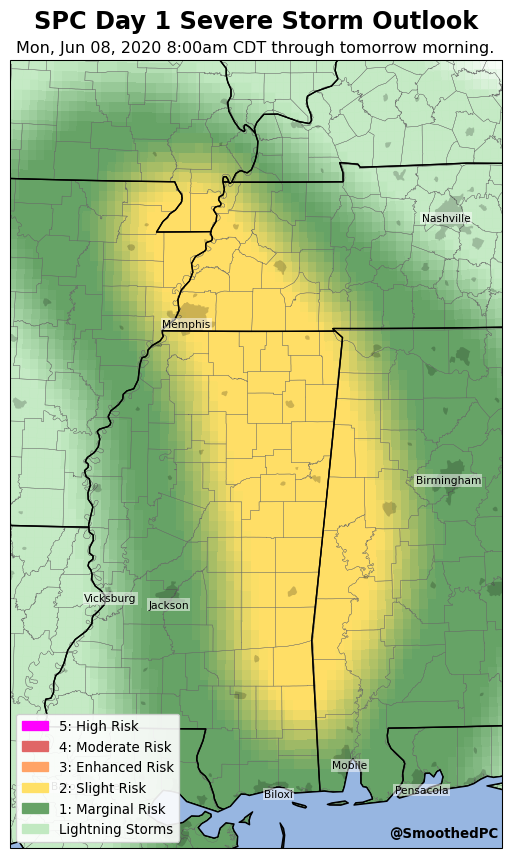 SPC Day 1 Severe Storm Outlook
Mon, Jun 08, 2020 8:00am CDT through tomorrow morning.
Nashville
Memphis
Birmingham
Vicksburg
Jackson
Mobile
Biloxi
Pensacola
5: High Risk
4: Moderate Risk
3: Enhanced Risk
2: Slight Risk
1: Marginal Risk
Lightning Storms
@SmoothedPC